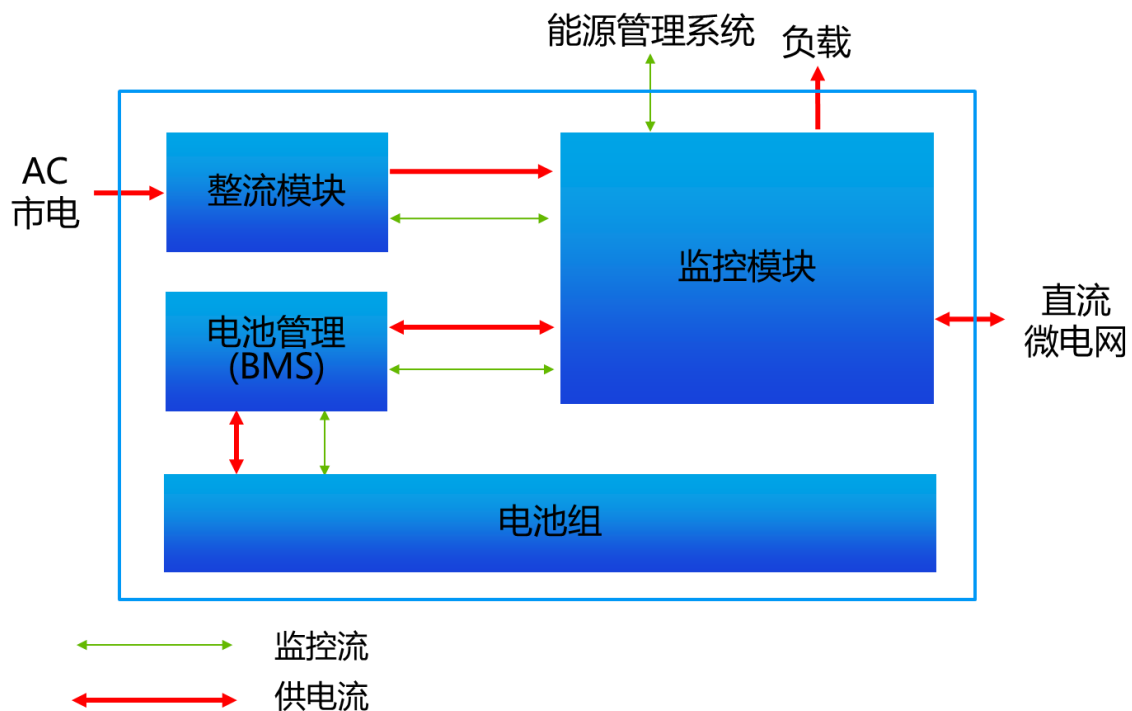 能源管理系统
负载
AC
市电
整流模块
监控模块
直流
微电网
电池管理
(BMS)
电池组
监控流
供电流